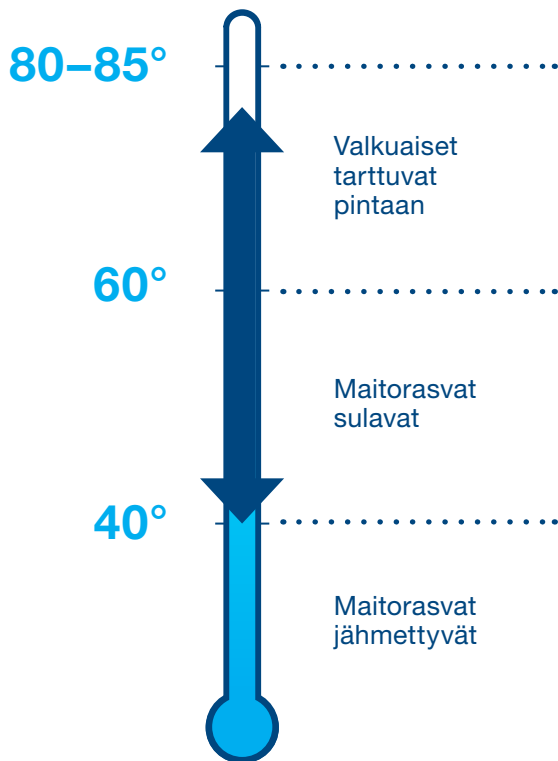 80–85°
Valkuaiset
tarttuvat
pintaan
60°
Maitorasvat
sulavat
40°
Maitorasvat
jähmettyvät